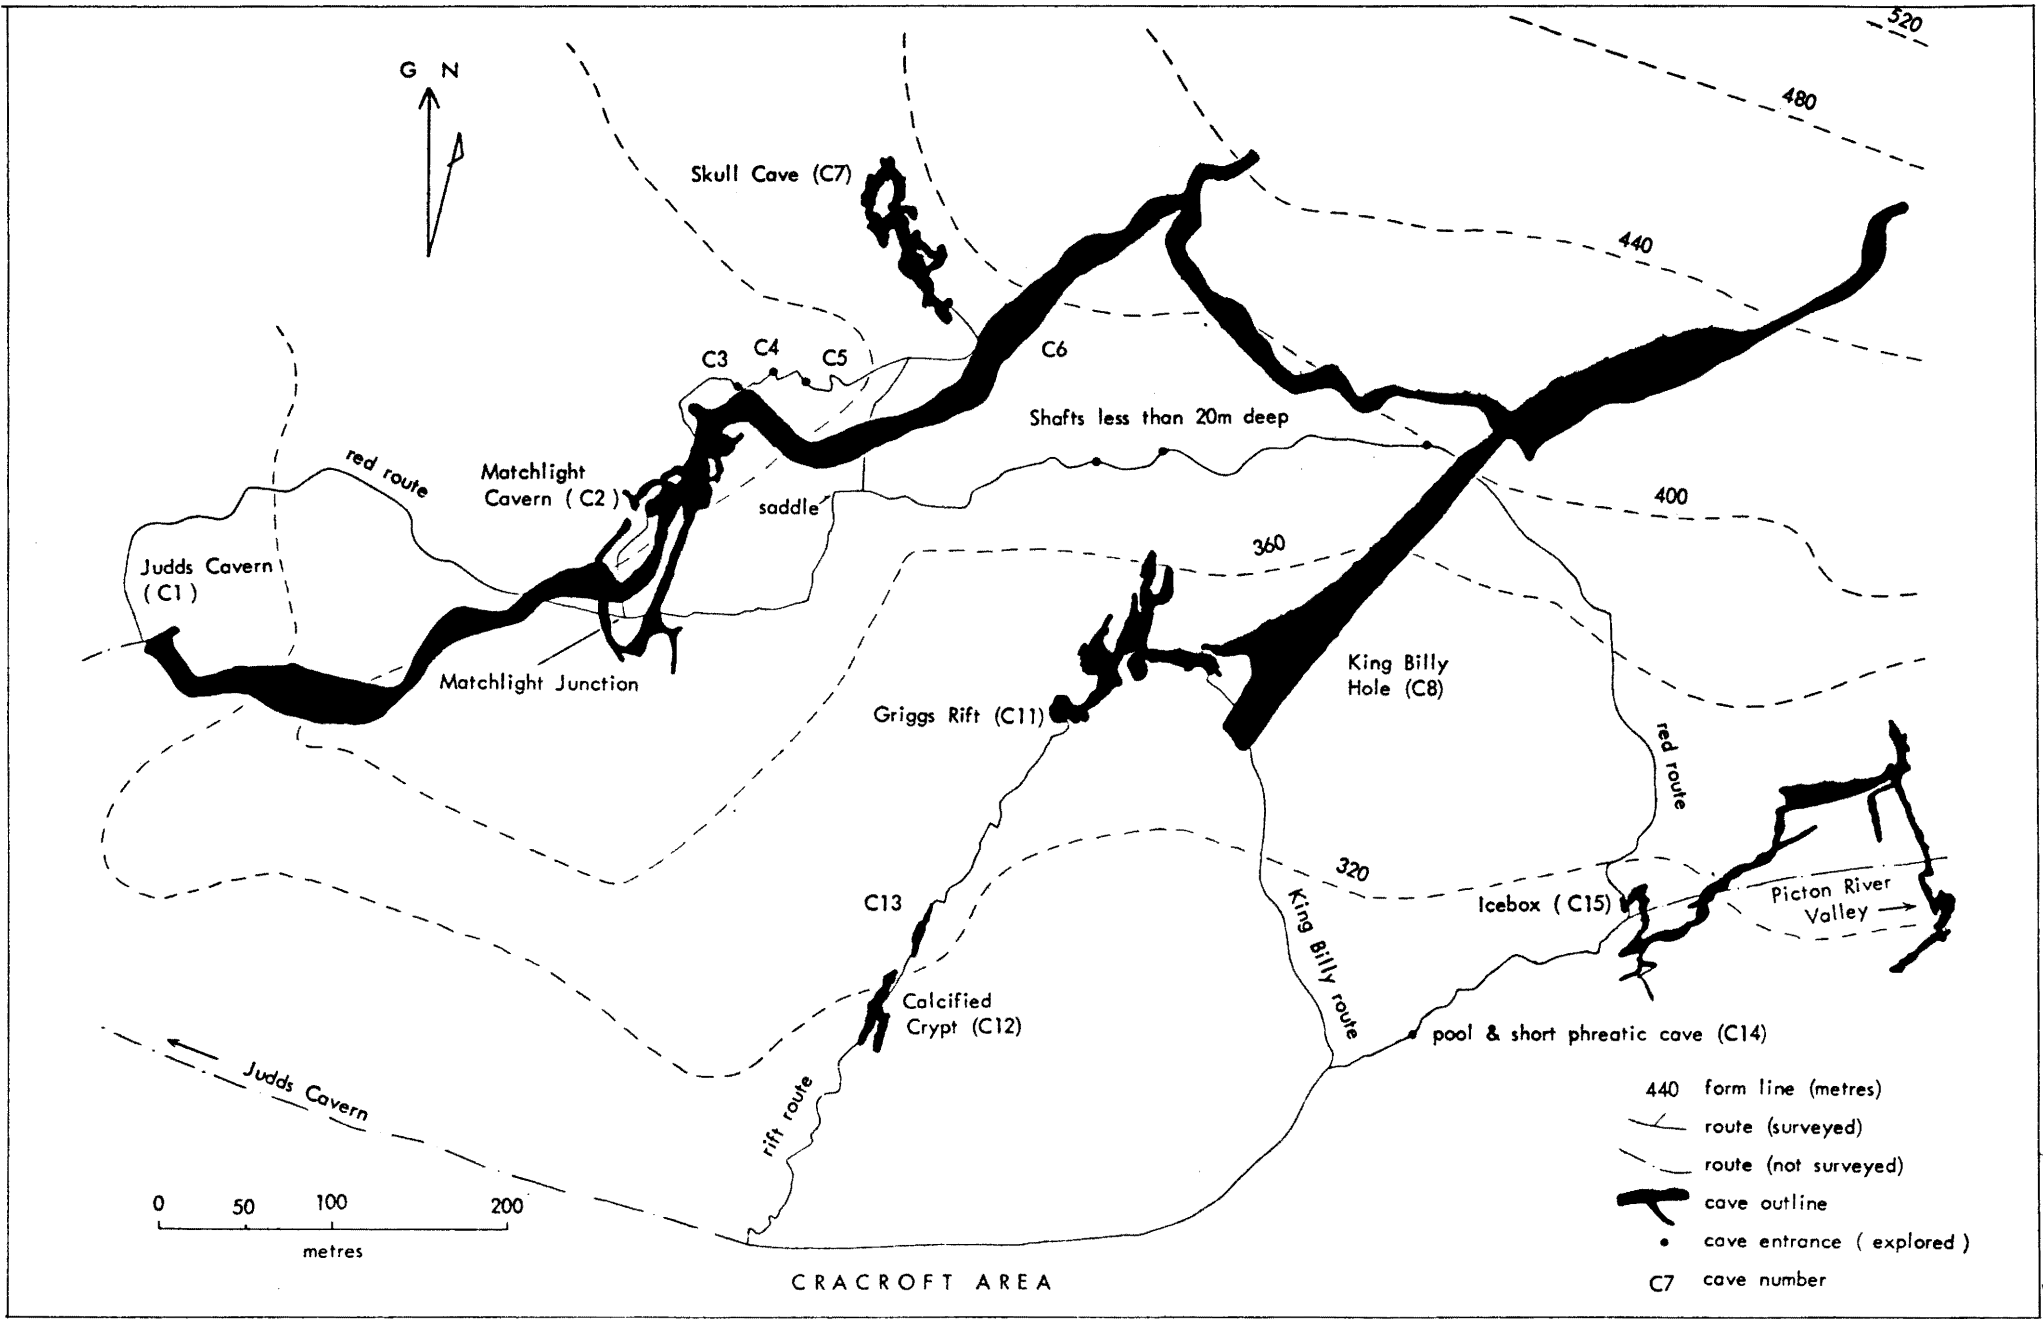 520
G N
480
Skull Cave (C7)
440
C3
C4
C5
C6
Shafts less than 20m deep
red route
Matchlight
Cavern (C2)
saddle
400
360
Judds Cavern
(C1)
Matchlight Junction
King Billy
Hole (C8)
Griggs Rift (C11)
red route
320
C13
Icebox (C15)
Picton River
Valley
King Billy route
Calcified
Crypt (C12)
pool & short phreatic cave (C14)
Judds Cavern
rift route
440 form line (metres)
route (surveyed)
route (not surveyed)
cave outline
cave entrance (explored)
C7 cave number
0 50 100 200
metres
CRACROFT AREA